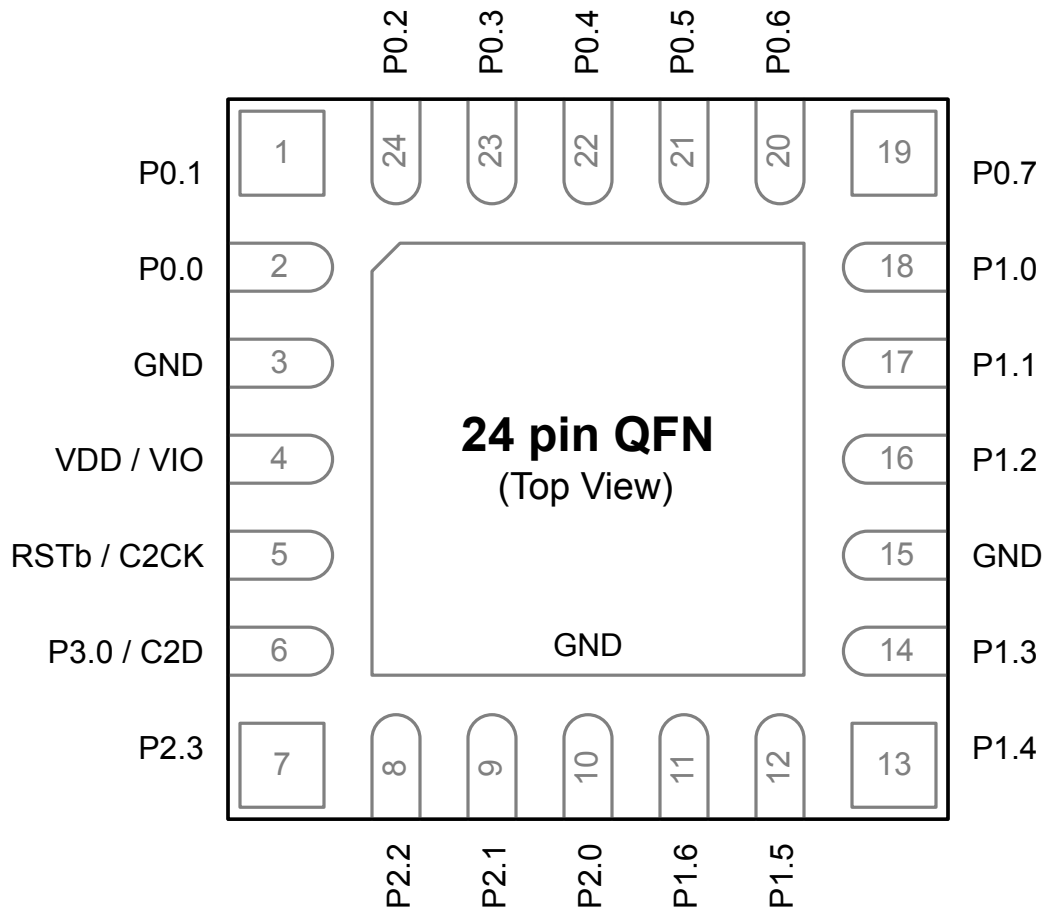 P0.2
P0.3
P0.4
P0.5
P0.6
24
23
22
21
20
P0.1
1
19
P0.7
P0.0
2
18
P1.0
GND
3
17
P1.1
VDD / VIO
4
24 pin QFN
(Top View)
16
P1.2
RSTb / C2CK
5
15
GND
P3.0 / C2D
6
GND
14
P1.3
P2.3
7
13
P1.4
8
9
10
11
12
P2.2
P2.1
P2.0
P1.6
P1.5